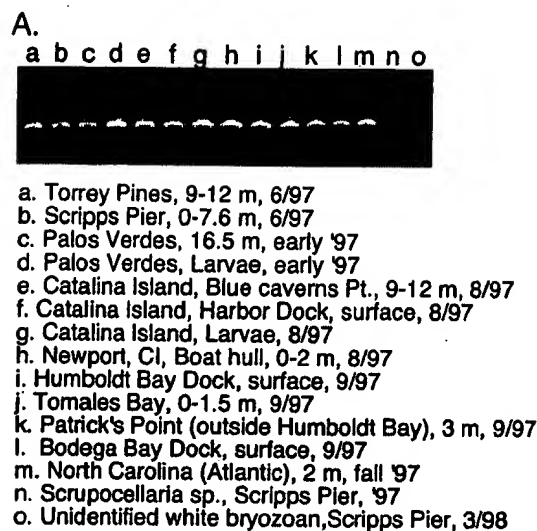 A.
a b c d e f g h i j k l m n o
a. Torrey Pines, 9-12 m, 6/97
b. Scripps Pier, 0-7.6 m, 6/97
c. Palos Verdes, 16.5 m, early '97
d. Palos Verdes, Larvae, early '97
e. Catalina Island, Blue caverns Pt., 9-12 m, 8/97
f. Catalina Island, Harbor Dock, surface, 8/97
g. Catalina Island, Larvae, 8/97
h. Newport, CI, Boat hull, 0-2 m, 8/97
i. Humboldt Bay Dock, surface, 9/97
j. Tomales Bay, 0-1.5 m, 9/97
k. Patrick's Point (outside Humboldt Bay), 3 m, 9/97
l. Bodega Bay Dock, surface, 9/97
m. North Carolina (Atlantic), 2 m, fall '97
n. Scrupocellaria sp., Scripps Pier, '97
o. Unidentified white bryozoan,Scripps Pier, 3/98